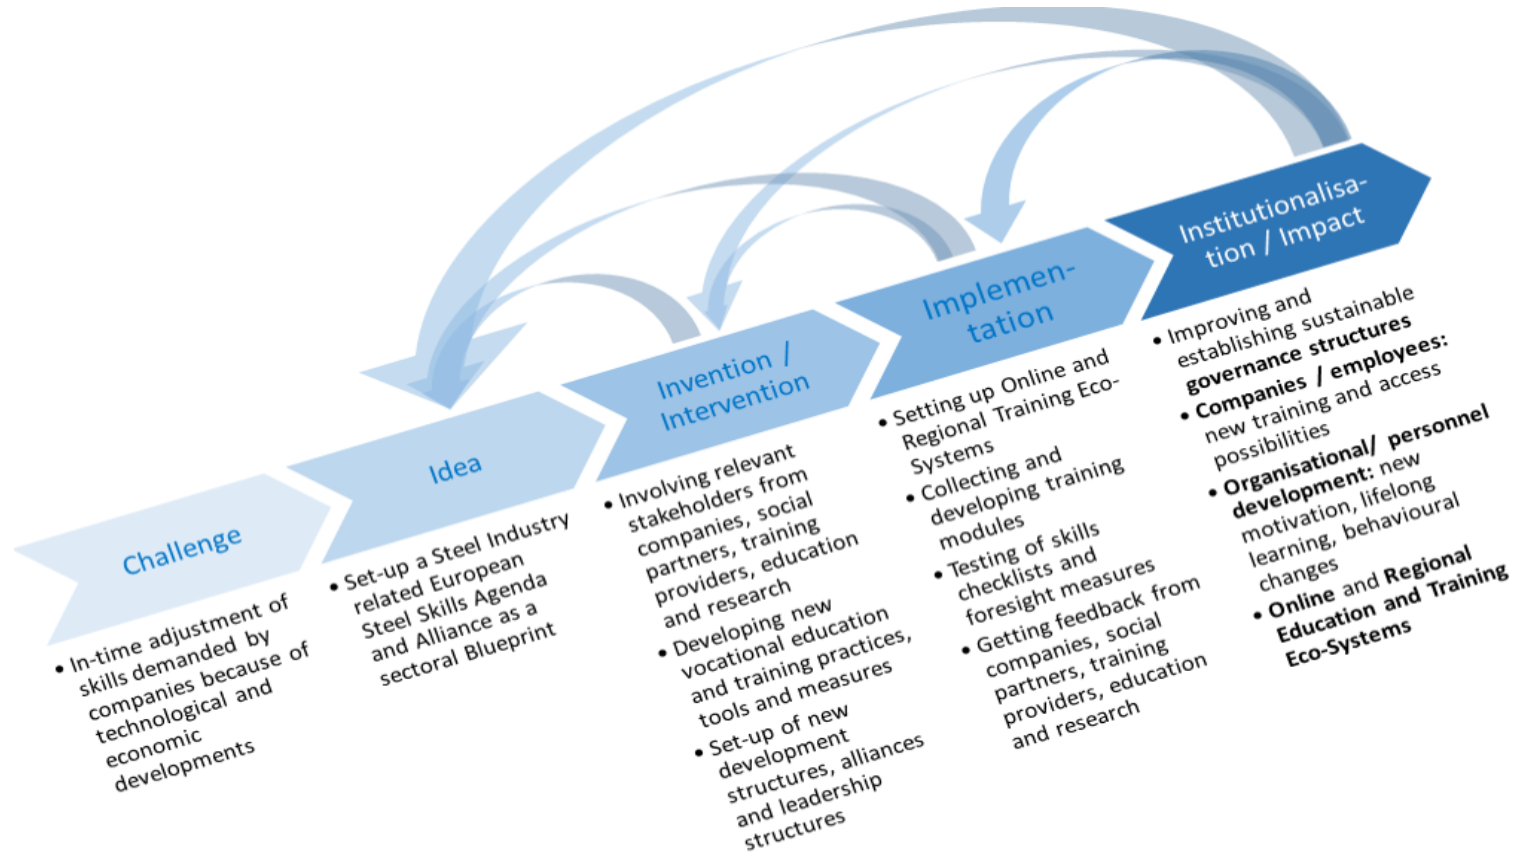 Challenge
• In-time adjustment of
skills demanded by
companies because of
technological and
economic
developments
Idea
• Set-up a Steel Industry
related European
Steel Skills Agenda
and Alliance as a
sectoral Blueprint
Invention /
Intervention
• Involving relevant
stakeholders from
companies, social
partners, training
providers, education
and research
• Developing new
vocational education
and training practices,
tools and measures
• Set-up of new
development
structures, alliances
and leadership
structures
Implemen-
tation
• Setting up Online and
Regional Training Eco-
Systems
• Collecting and
developing training
modules
• Testing of skills
checklists and
foresight measures
• Getting feedback from
companies, social
partners, training
providers, education
and research
Institutionalisa-
tion / Impact
• Improving and
establishing sustainable
governance structures
• Companies / employees:
new training and access
possibilities
• Organisational/ personnel
development: new
motivation, lifelong
learning, behavioural
changes
• Online and Regional
Education and Training
Eco-Systems